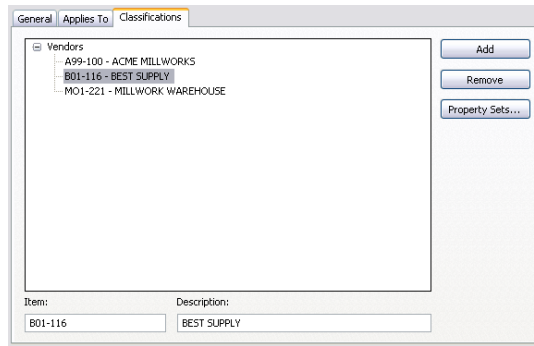 General Applies To Classifications
Vendors
A99-100 - ACME MILLWORKS
B01-116 - BEST SUPPLY
MO1-221 - MILLWORK WAREHOUSE
Add
Remove
Property Sets...
Item: Description:
B01-116 BEST SUPPLY